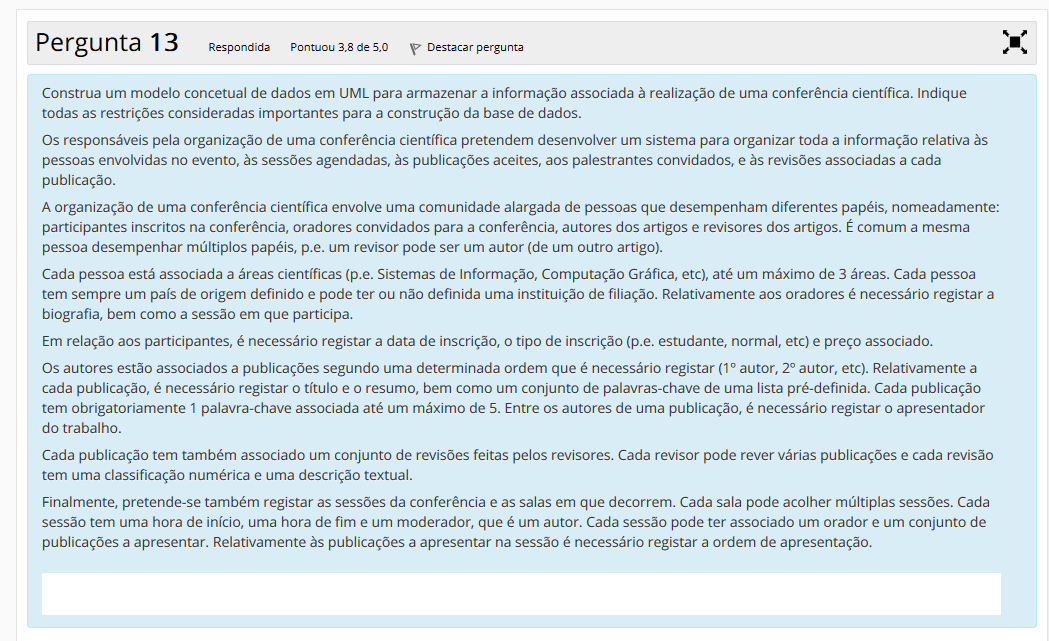 Pergunta 13 Respondida Pontuou 3,8 de 5,0 Destacar pergunta
Construa um modelo concetual de dados em UML para armazenar a informação associada à realização de uma conferência científica. Indique
todas as restrições consideradas importantes para a construção da base de dados.
Os responsáveis pela organização de uma conferência científica pretendem desenvolver um sistema para organizar toda a informação relativa às
pessoas envolvidas no evento, às sessões agendadas, às publicações aceites, aos palestrantes convidados, e às revisões associadas a cada
publicação.
A organização de uma conferência científica envolve uma comunidade alargada de pessoas que desempenham diferentes papéis, nomeadamente:
participantes inscritos na conferência, oradores convidados para a conferência, autores dos artigos e revisores dos artigos. É comum a mesma
pessoa desempenhar múltiplos papéis, p.e. um revisor pode ser um autor (de um outro artigo).
Cada pessoa está associada a áreas científicas (p.e. Sistemas de Informação, Computação Gráfica, etc), até um máximo de 3 áreas. Cada pessoa
tem sempre um país de origem definido e pode ter ou não definida uma instituição de filiação. Relativamente aos oradores é necessário registar a
biografia, bem como a sessão em que participa.
Em relação aos participantes, é necessário registar a data de inscrição, o tipo de inscrição (p.e. estudante, normal, etc) e preço associado.
Os autores estão associados a publicações segundo uma determinada ordem que é necessário registar (1º autor, 2º autor, etc). Relativamente a
cada publicação, é necessário registar o título e o resumo, bem como um conjunto de palavras-chave de uma lista pré-definida. Cada publicação
tem obrigatoriamente 1 palavra-chave associada até um máximo de 5. Entre os autores de uma publicação, é necessário registar o apresentador
do trabalho.
Cada publicação tem também associado um conjunto de revisões feitas pelos revisores. Cada revisor pode rever várias publicações e cada revisão
tem uma classificação numérica e uma descrição textual.
Finalmente, pretende-se também registar as sessões da conferência e as salas em que decorrem. Cada sala pode acolher múltiplas sessões. Cada
sessão tem uma hora de início, uma hora de fim e um moderador, que é um autor. Cada sessão pode ter associado um orador e um conjunto de
publicações a apresentar. Relativamente às publicações a apresentar na sessão é necessário registar a ordem de apresentação.